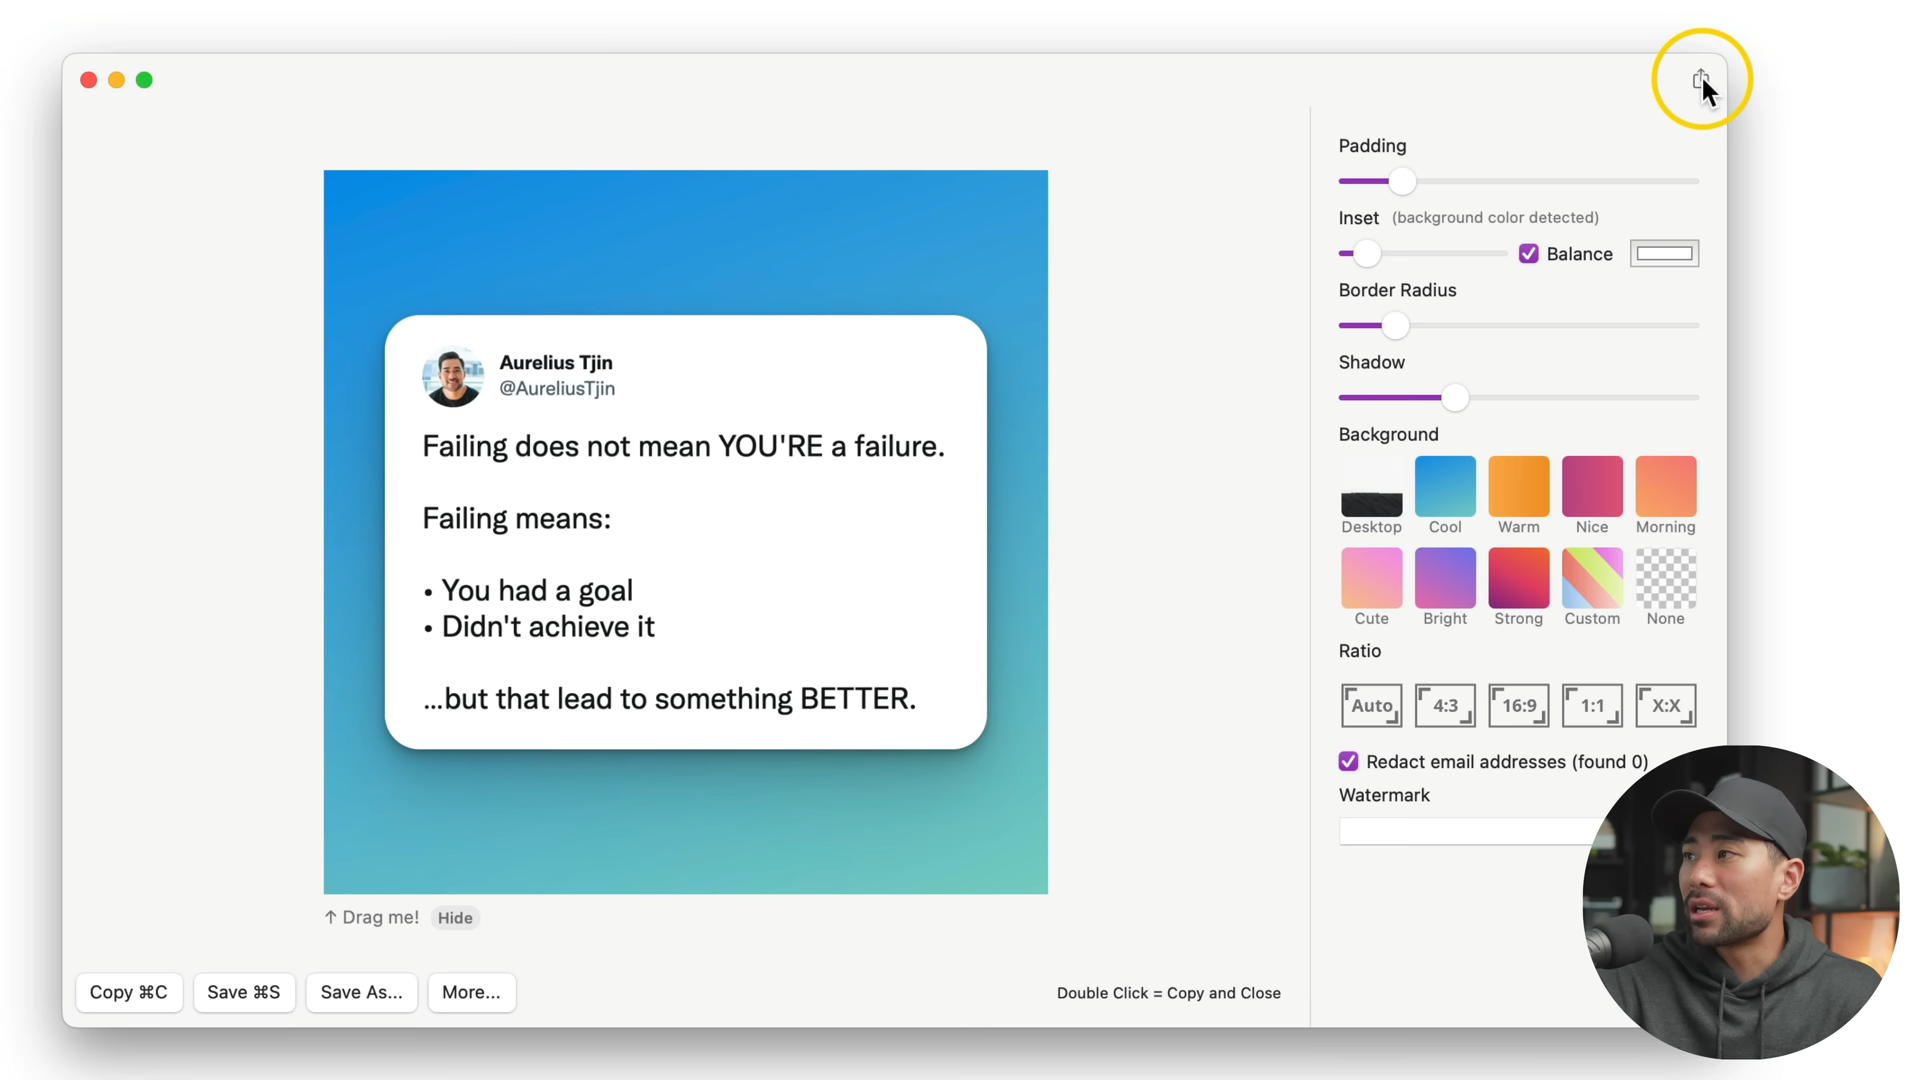 Padding
Inset (background color detected)
Balance
Border Radius
Shadow
Background
Desktop Cool Warm Nice Morning
Cute Bright Strong Custom None
Ratio
Auto 4:3 16:9 1:1 X:X
Redact email addresses (found 0)
Watermark
Aurelius Tjin
@AureliusTjin
Failing does not mean YOU'RE a failure.
Failing means:
• You had a goal
• Didn't achieve it
...but that lead to something BETTER.
↑ Drag me! Hide
Copy ⌘C Save ⌘S Save As... More...
Double Click = Copy and Close